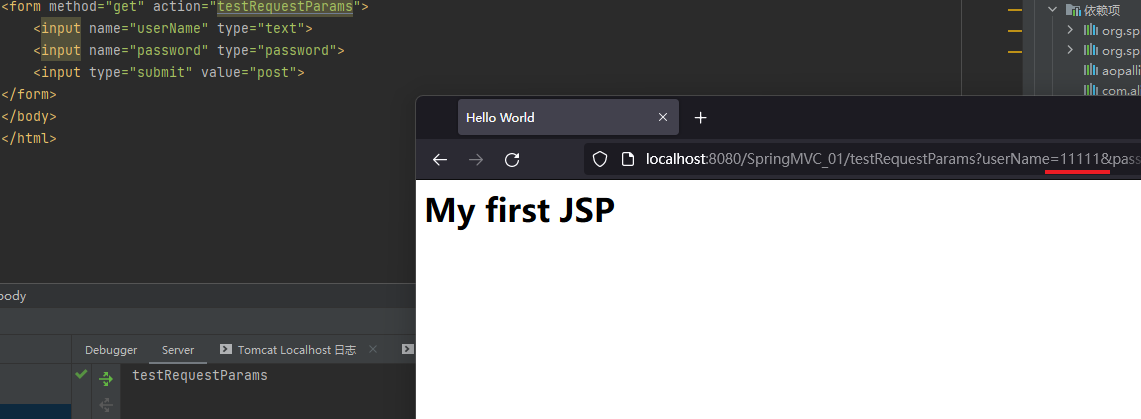 <form method="get" action="testRequestParams">
<input name="userName" type="text">
<input name="password" type="password">
<input type="submit" value="post">
</form>
</body>
</html>
依赖项
org.sp
org.sp
aopalli
com.al
Hello World
localhost:8080/SpringMVC_01/testRequestParams?userName=11111&pass
My first JSP
body
Debugger
Server
Tomcat Localhost 日志
testRequestParams